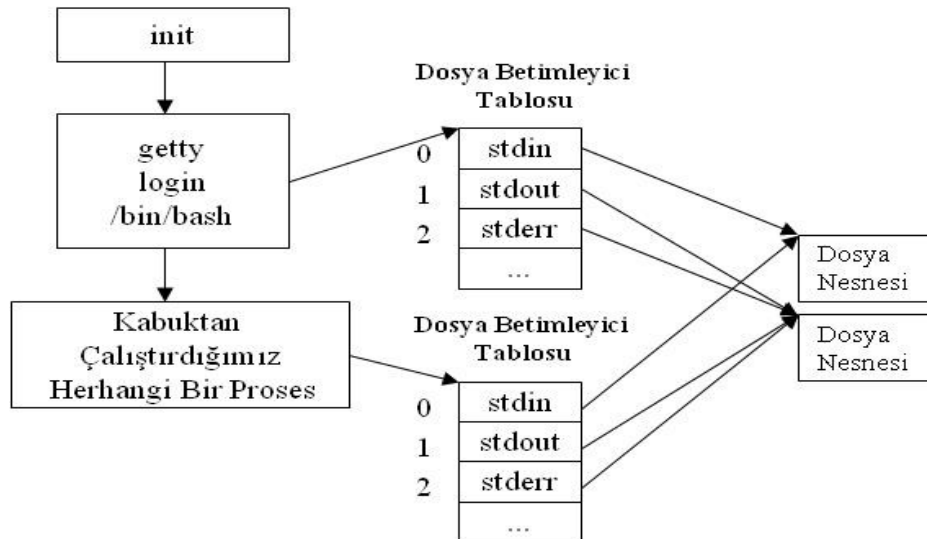 init
getty
login
/bin/bash
Kabuktan
Çalıştırdığımız
Herhangi Bir Proses
Dosya Betimleyici
Tablosu
0
stdin
1
stdout
2
stderr
...
Dosya Betimleyici
Tablosu
0
stdin
1
stdout
2
stderr
...
Dosya
Nesnesi
Dosya
Nesnesi